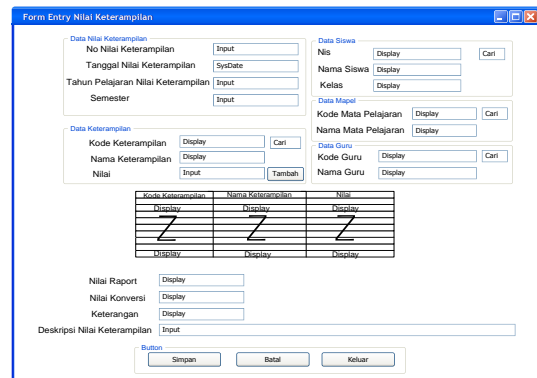 Form Entry Nilai Keterampilan
Data Nilai Keterampilan
No Nilai Keterampilan Input
Tanggal Nilai Keterampilan SysDate
Tahun Pelajaran Nilai Keterampilan Input
Semester Input
Data Siswa
Nis Display Cari
Nama Siswa Display
Kelas Display
Data Mapel
Kode Mata Pelajaran Display Cari
Nama Mata Pelajaran Display
Data Keterampilan
Kode Keterampilan Display Cari
Nama Keterampilan Display
Nilai Input Tambah
Data Guru
Kode Guru Display Cari
Nama Guru Display
Kode Keterampilan Nama Keterampilan Nilai
Display Display Display
Z Z Z
Display Display Display
Nilai Raport Display
Nilai Konversi Display
Keterangan Display
Deskripsi Nilai Keterampilan Input
Button
Simpan Batal Keluar